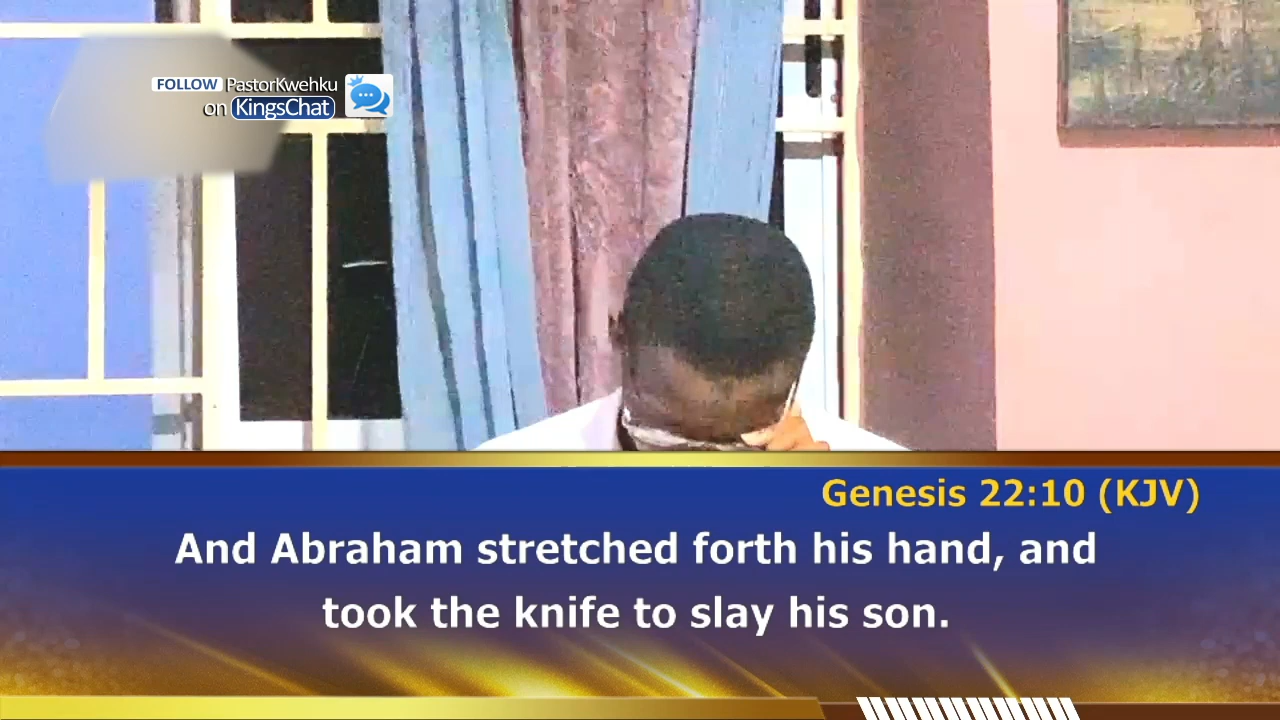 FOLLOW PastorKwehku
on KingsChat
Genesis 22:10 (KJV)
And Abraham stretched forth his hand, and
took the knife to slay his son.